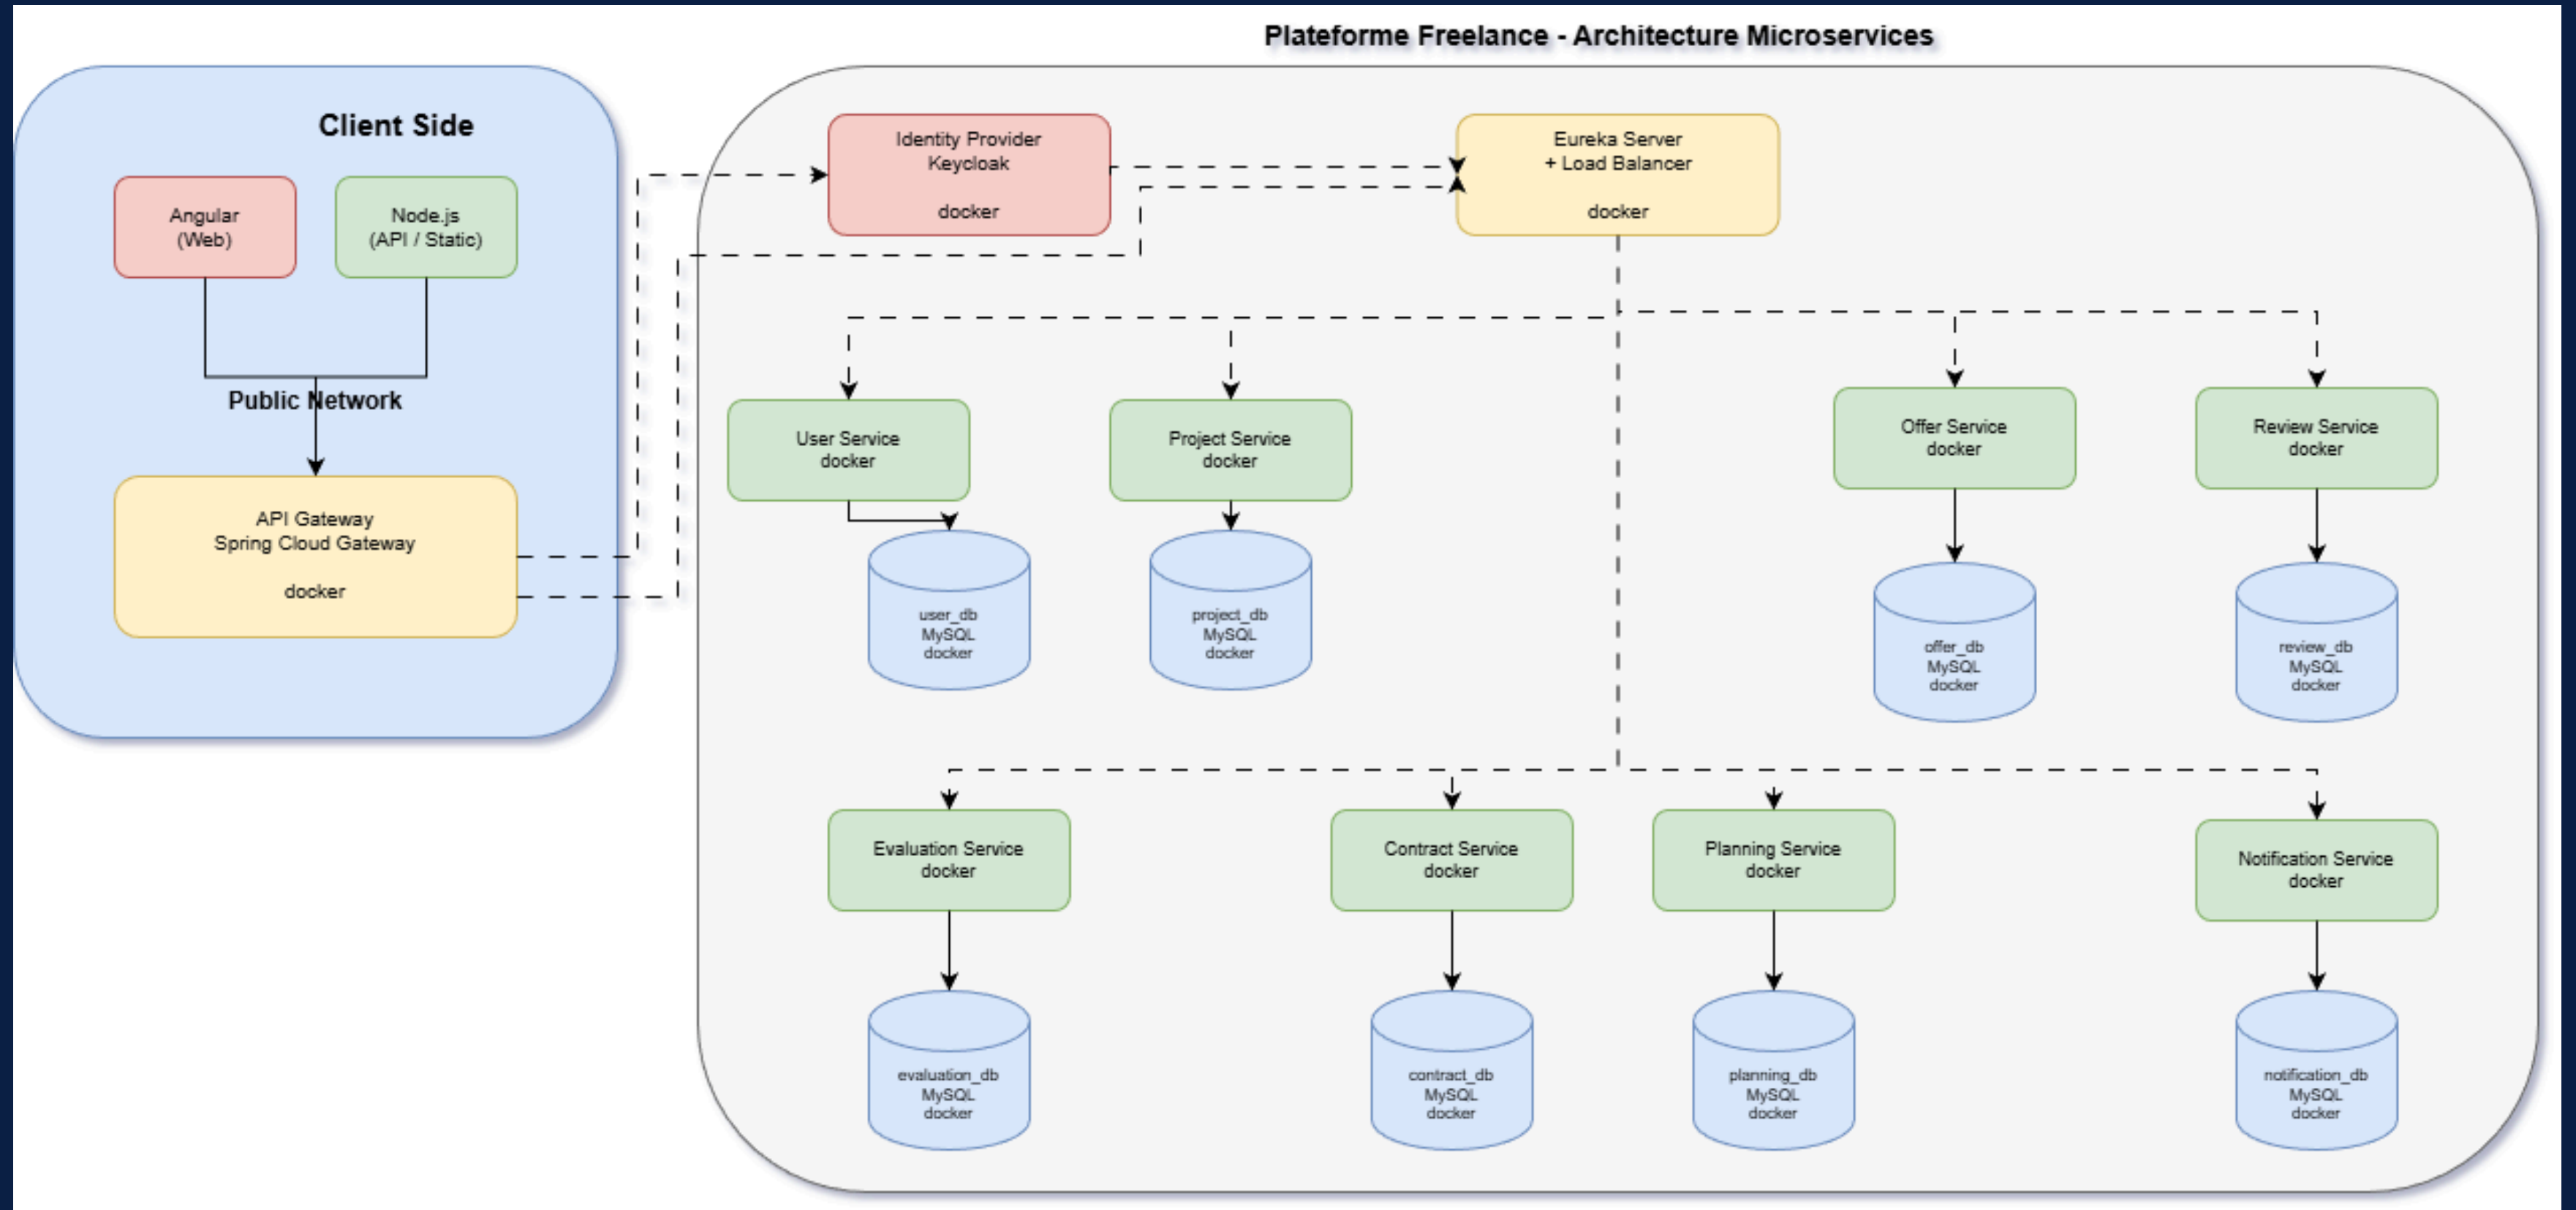 Plateforme Freelance - Architecture Microservices
Client Side
Angular
(Web)
Node.js
(API / Static)
Public Network
API Gateway
Spring Cloud Gateway
docker
Identity Provider
Keycloak
docker
Eureka Server
+ Load Balancer
docker
User Service
docker
Project Service
docker
Offer Service
docker
Review Service
docker
user_db
MySQL
docker
project_db
MySQL
docker
offer_db
MySQL
docker
review_db
MySQL
docker
Evaluation Service
docker
Contract Service
docker
Planning Service
docker
Notification Service
docker
evaluation_db
MySQL
docker
contract_db
MySQL
docker
planning_db
MySQL
docker
notification_db
MySQL
docker